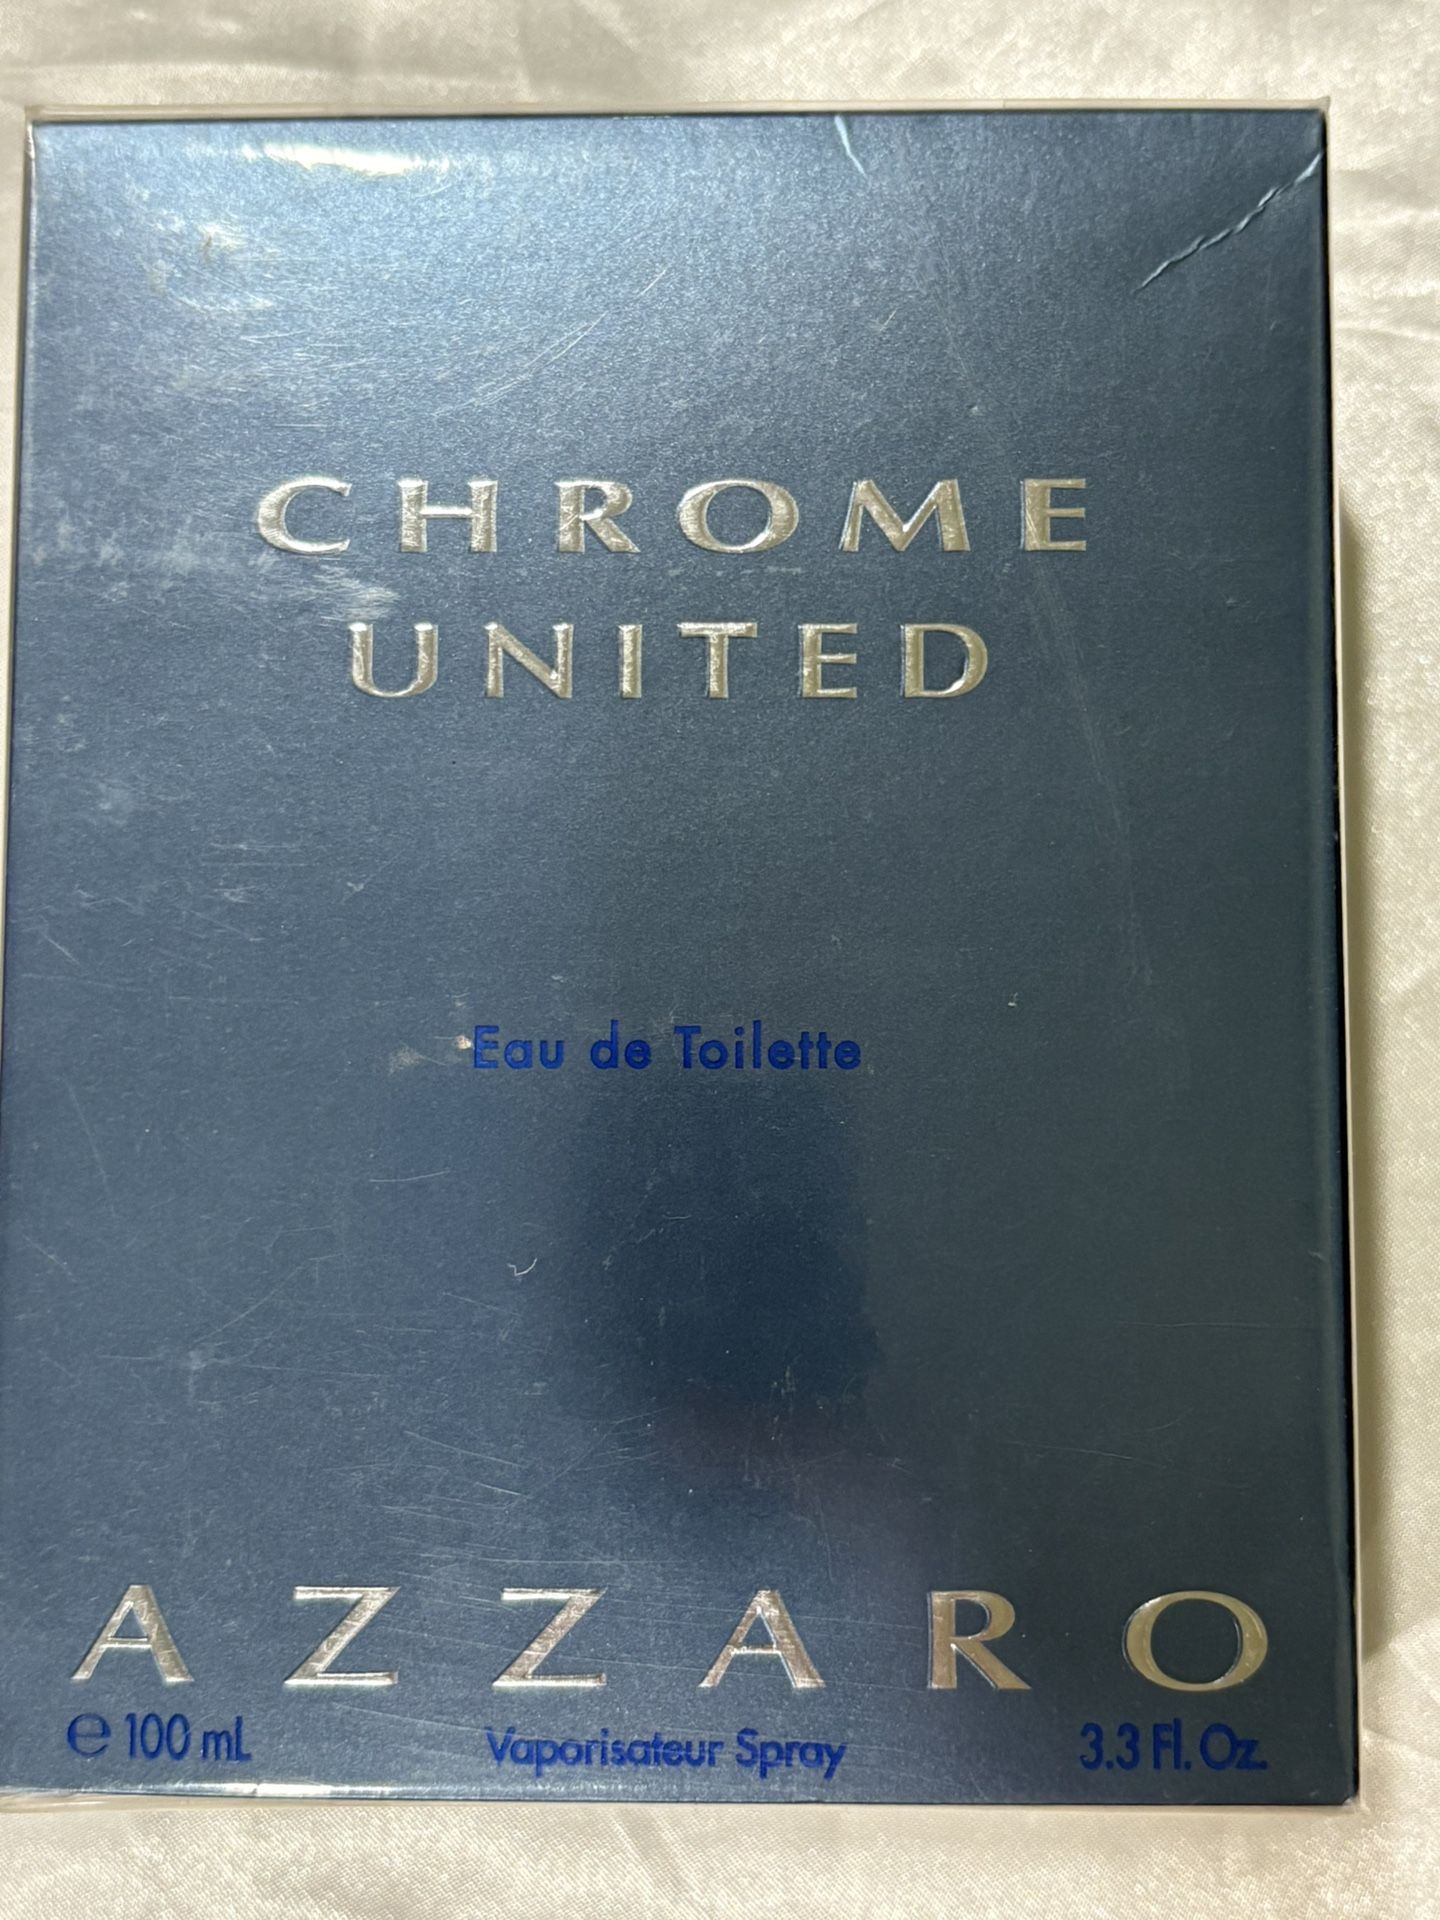 CHROME
UNITED
Eau de Toilette
AZZARO
℮ 100 mL Vaporisateur Spray 3.3 Fl. Oz.